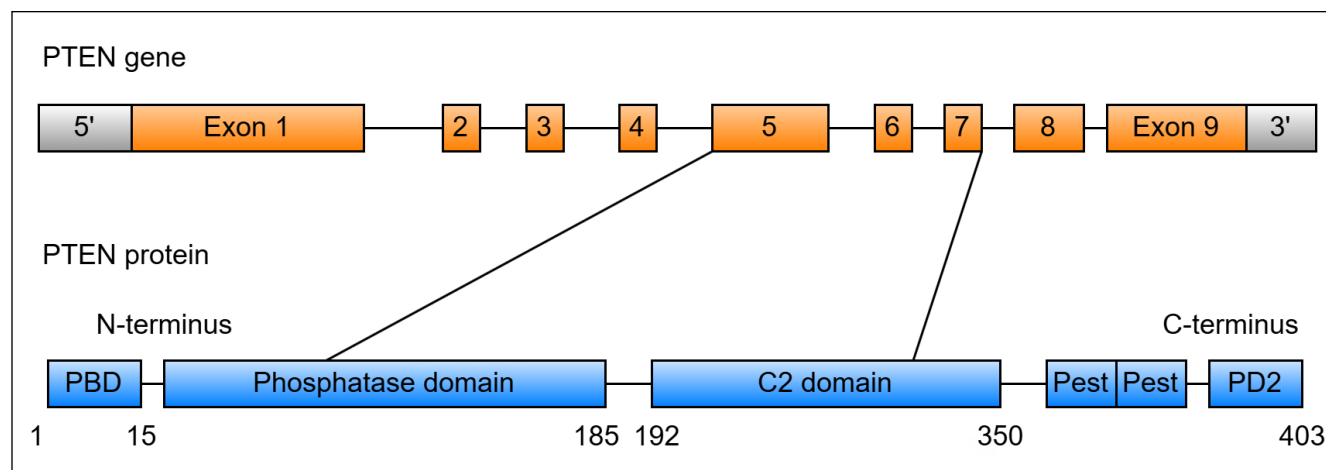 PTEN gene
5' Exon 1 2 3 4 5 6 7 8 Exon 9 3'
PTEN protein
N-terminus C-terminus
PBD Phosphatase domain C2 domain Pest Pest PD2
1 15 185 192 350 403